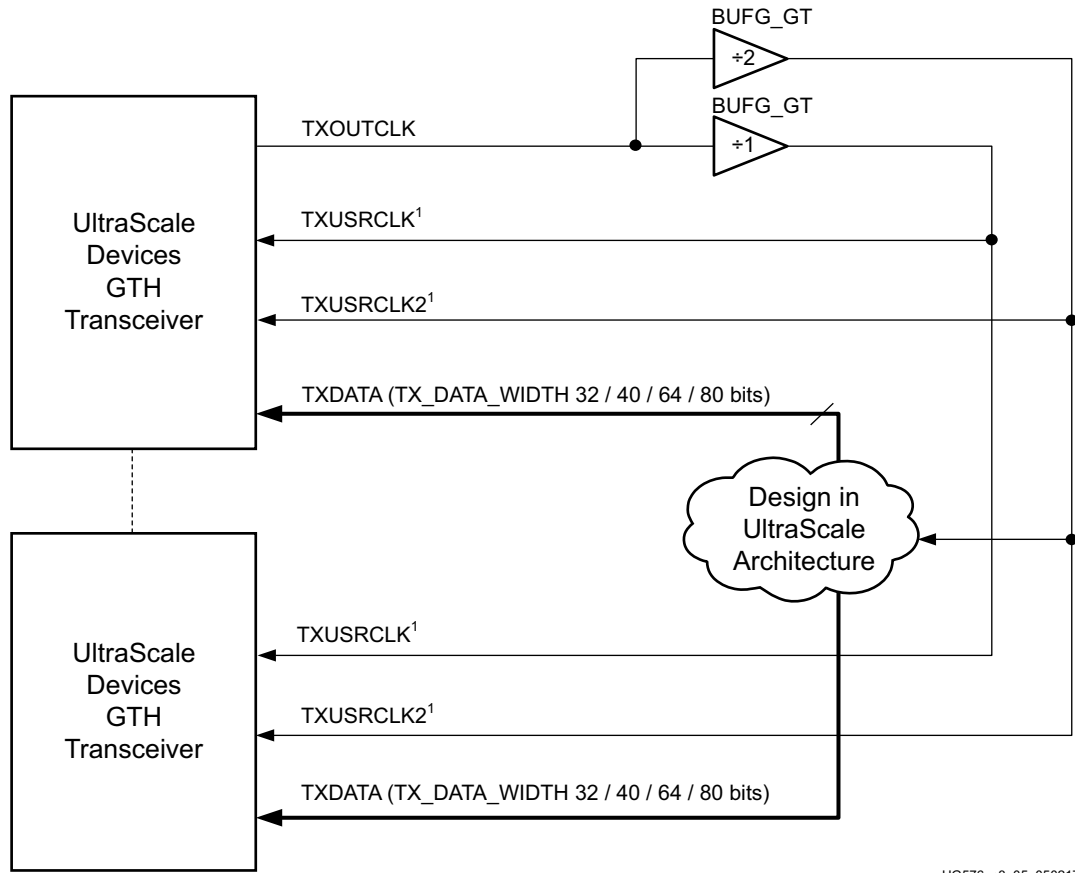 BUFG_GT
÷2
BUFG_GT
÷1
TXOUTCLK
TXUSRCLK¹
TXUSRCLK2¹
TXDATA (TX_DATA_WIDTH 32 / 40 / 64 / 80 bits)
UltraScale
Devices
GTH
Transceiver
Design in
UltraScale
Architecture
UltraScale
Devices
GTH
Transceiver
TXUSRCLK¹
TXUSRCLK2¹
TXDATA (TX_DATA_WIDTH 32 / 40 / 64 / 80 bits)